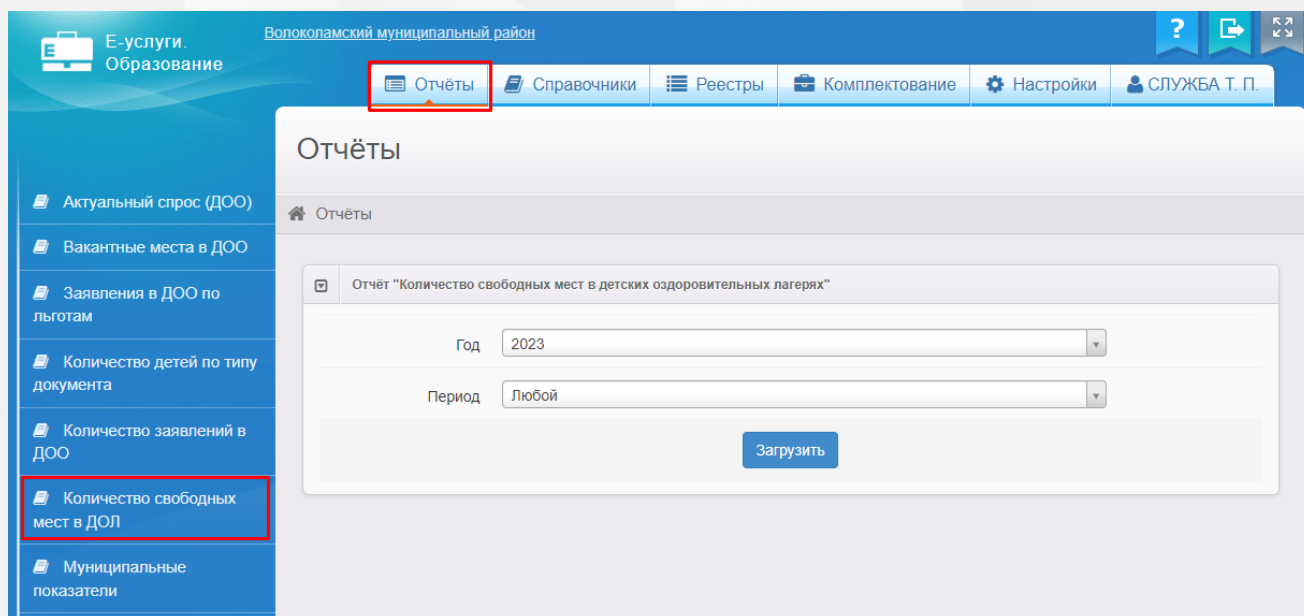 Е-услуги.
Образование
Волоколамский муниципальный район
?
Отчёты
Справочники
Реестры
Комплектование
Настройки
СЛУЖБА Т. П.
Актуальный спрос (ДОО)
Вакантные места в ДОО
Заявления в ДОО по
льготам
Количество детей по типу
документа
Количество заявлений в
ДОО
Количество свободных
мест в ДОЛ
Муниципальные
показатели
Отчёты
Отчёты
Отчёт "Количество свободных мест в детских оздоровительных лагерях"
Год 2023
Период Любой
Загрузить